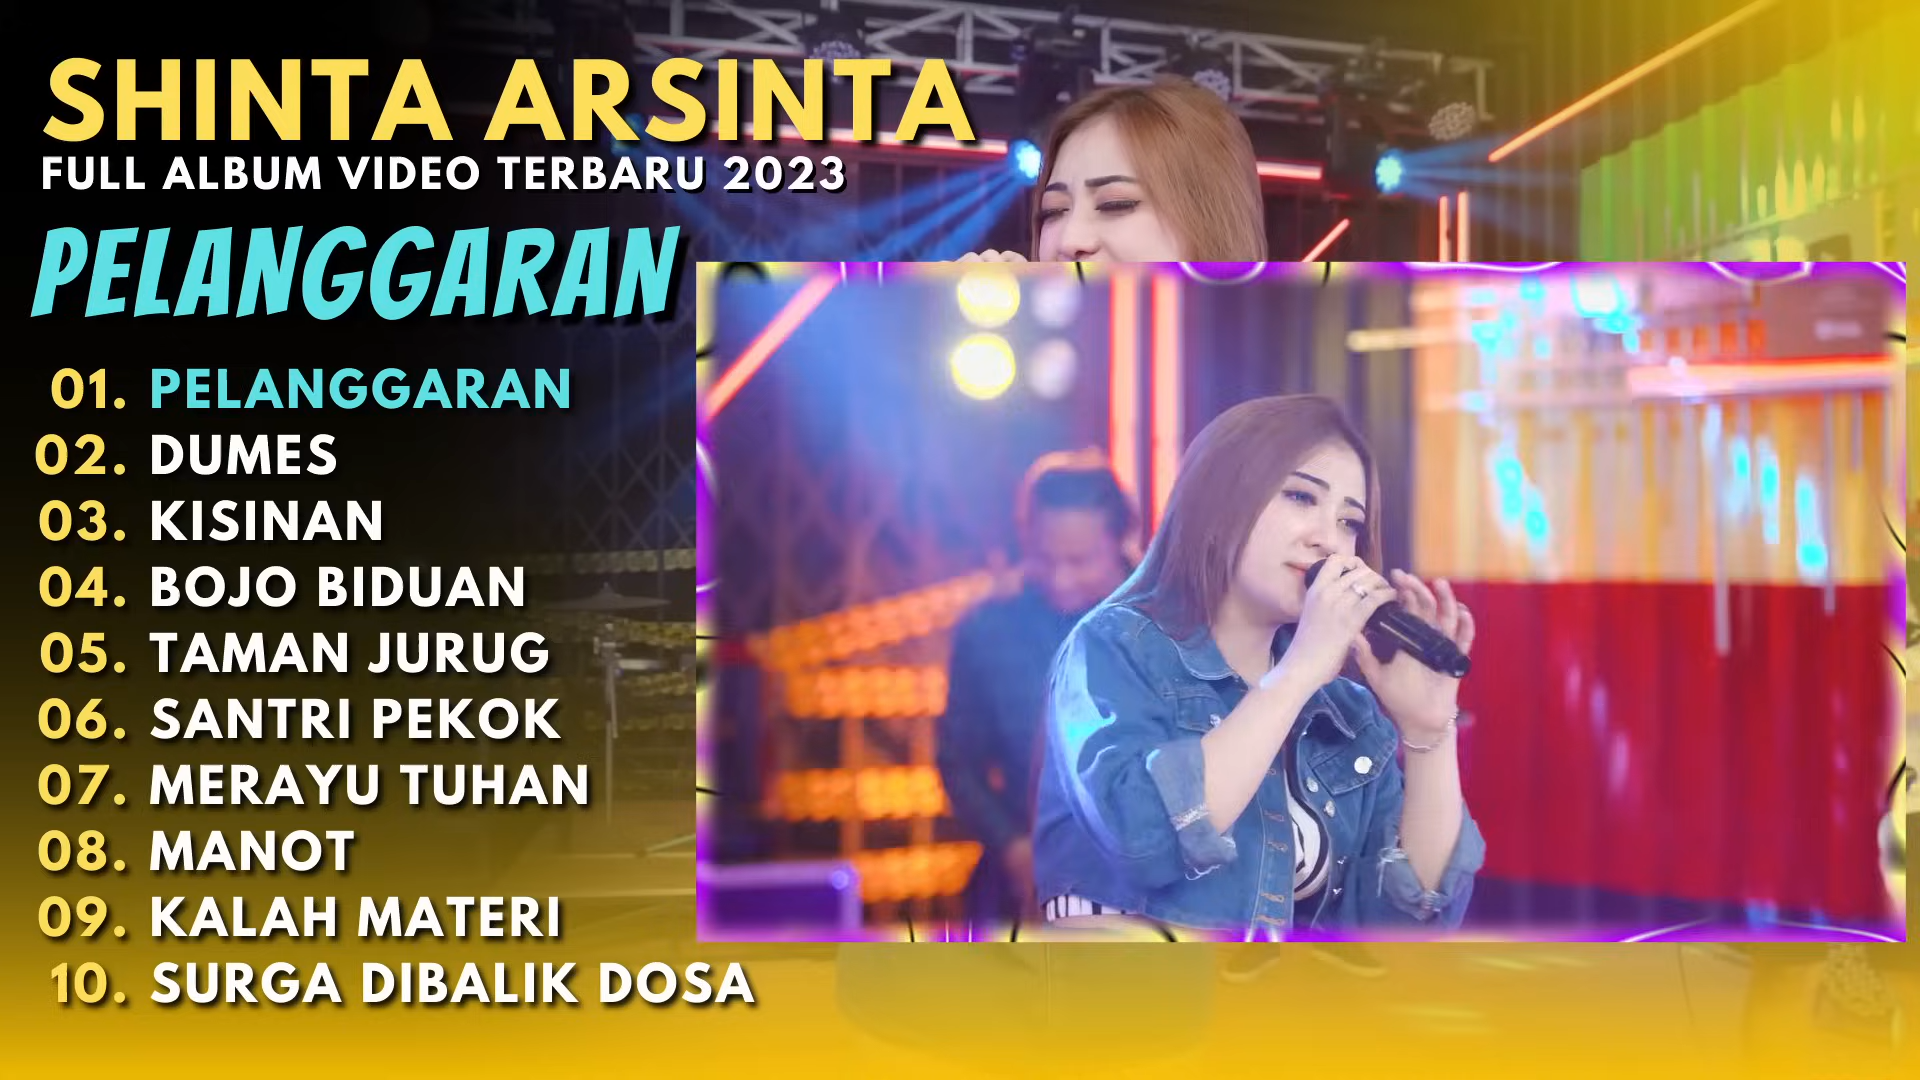 SHINTA ARSINTA
FULL ALBUM VIDEO TERBARU 2023
PELANGGARAN
01. PELANGGARAN
02. DUMES
03. KISINAN
04. BOJO BIDUAN
05. TAMAN JURUG
06. SANTRI PEKOK
07. MERAYU TUHAN
08. MANOT
09. KALAH MATERI
10. SURGA DIBALIK DOSA